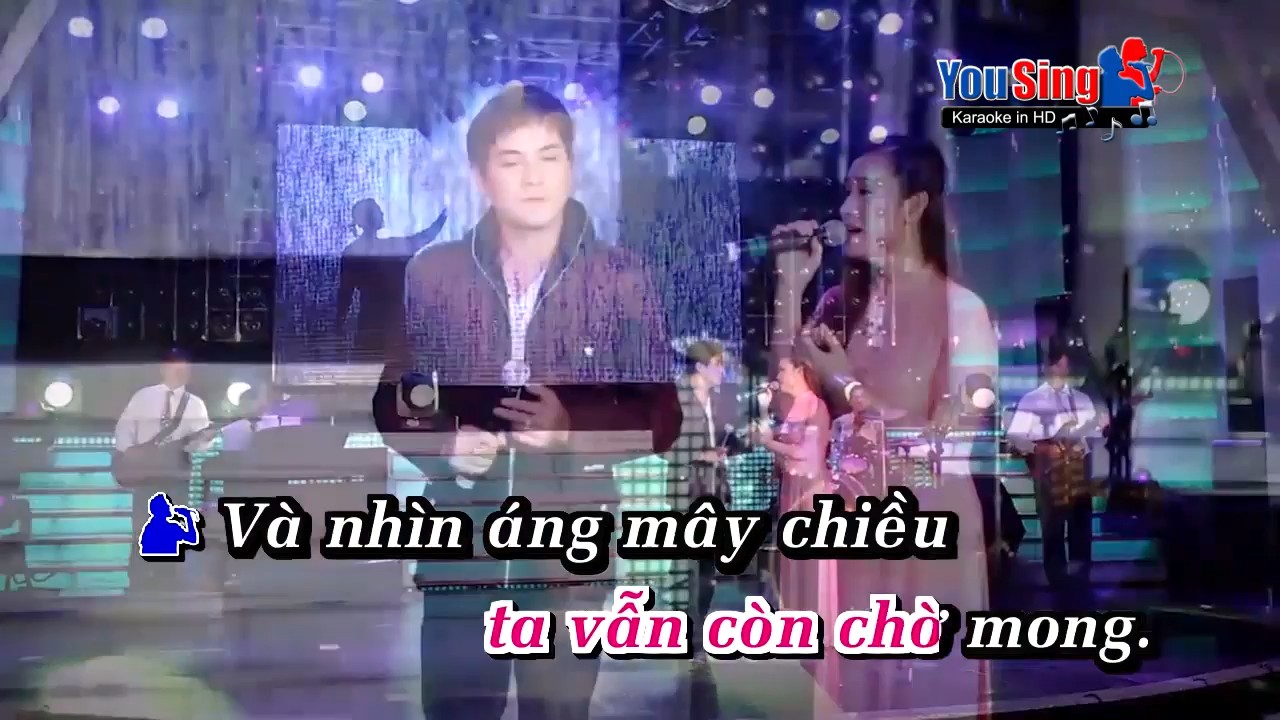 YouSing
Karaoke in HD
Và nhìn áng mây chiều
ta vẫn còn chờ mong.